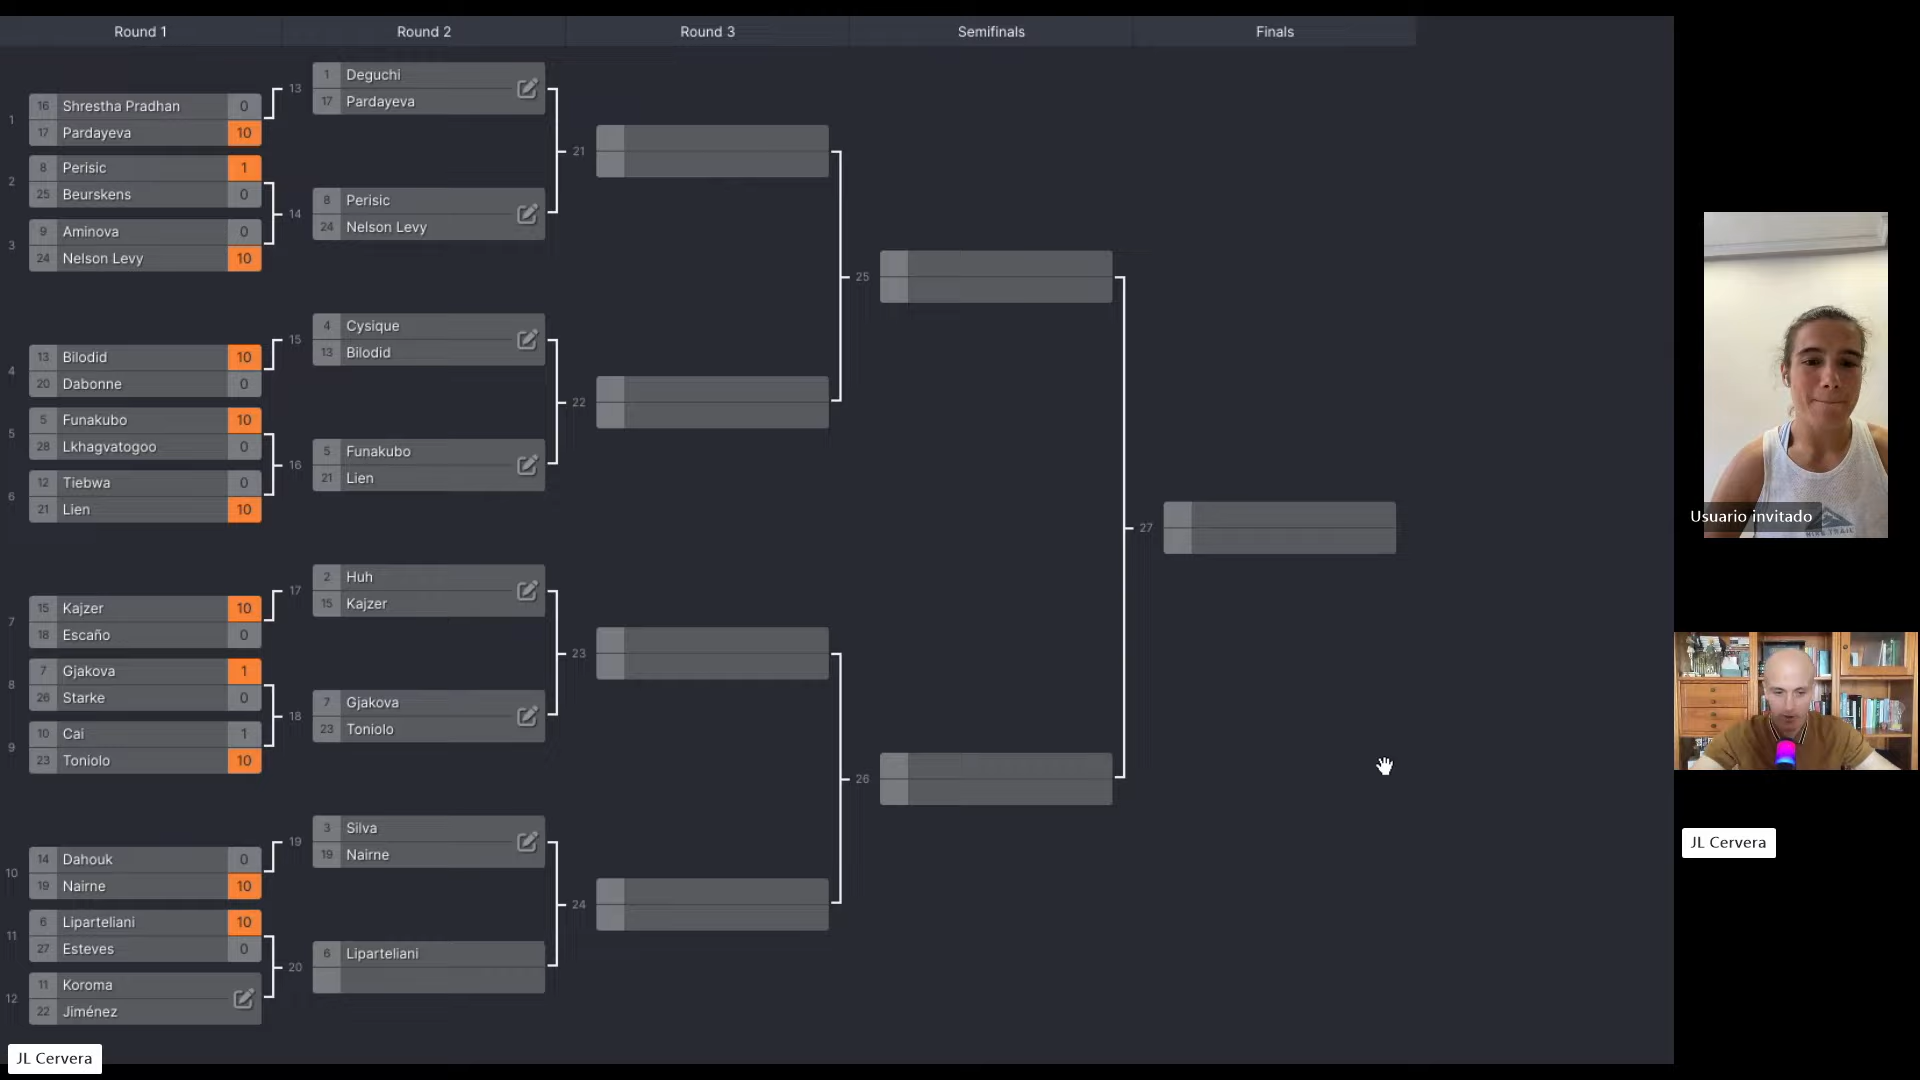 Round 1
Round 2
Round 3
Semifinals
Finals
1
16 Shrestha Pradhan 0
17 Pardayeva 10
2
8 Perisic 1
25 Beurskens 0
3
9 Aminova 0
24 Nelson Levy 10
4
13 Bilodid 10
20 Dabonne 0
5
5 Funakubo 10
28 Lkhagvatogoo 0
6
12 Tiebwa 0
21 Lien 10
7
15 Kajzer 10
18 Escaño 0
8
7 Gjakova 1
26 Starke 0
9
10 Cai 1
23 Toniolo 10
10
14 Dahouk 0
19 Nairne 10
11
6 Liparteliani 10
27 Esteves 0
12
11 Koroma
22 Jiménez
13
1 Deguchi
17 Pardayeva
14
8 Perisic
24 Nelson Levy
15
4 Cysique
13 Bilodid
16
5 Funakubo
21 Lien
17
2 Huh
15 Kajzer
18
7 Gjakova
23 Toniolo
19
3 Silva
19 Nairne
20
6 Liparteliani
21
22
23
24
25
26
27
Usuario invitado
JL Cervera
JL Cervera